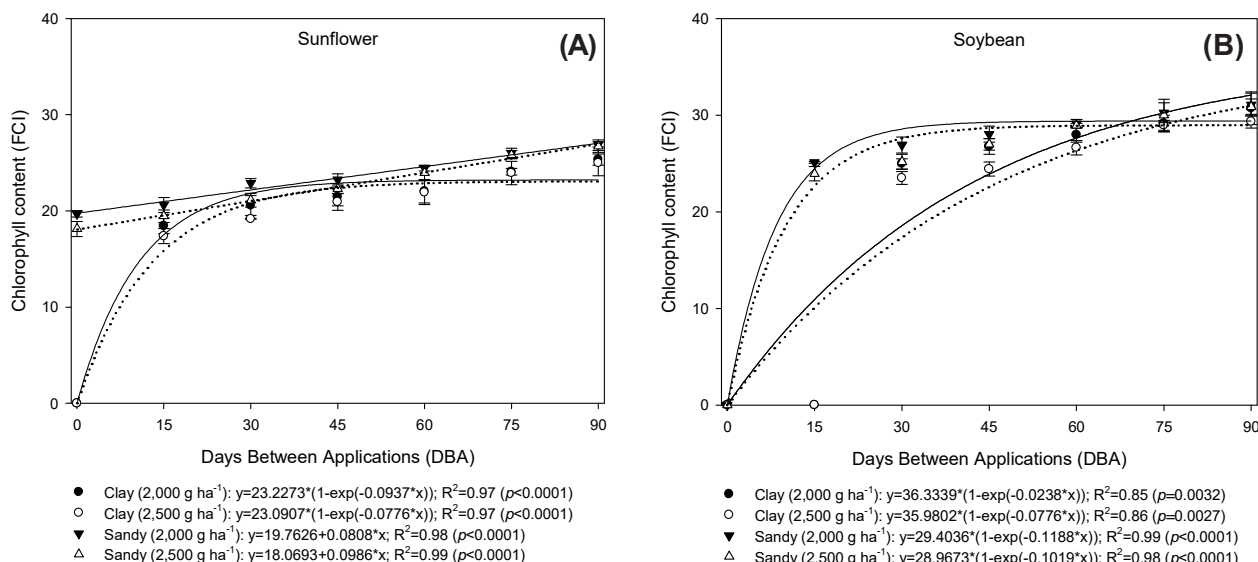 Sunflower
(A)
Chlorophyll content (FCI)
40
30
20
10
0
0 15 30 45 60 75 90
Days Between Applications (DBA)
Clay (2,000 g ha⁻¹): y=23.2273*(1-exp(-0.0937*x)); R²=0.97 (p<0.0001)
Clay (2,500 g ha⁻¹): y=23.0907*(1-exp(-0.0776*x)); R²=0.97 (p<0.0001)
Sandy (2,000 g ha⁻¹): y=19.7626+0.0808*x; R²=0.98 (p<0.0001)
Sandy (2,500 g ha⁻¹): y=18.0693+0.0986*x; R²=0.99 (p<0.0001)
Soybean
(B)
Chlorophyll content (FCI)
40
30
20
10
0
0 15 30 45 60 75 90
Days Between Applications (DBA)
Clay (2,000 g ha⁻¹): y=36.3339*(1-exp(-0.0238*x)); R²=0.85 (p=0.0032)
Clay (2,500 g ha⁻¹): y=35.9802*(1-exp(-0.0776*x)); R²=0.86 (p=0.0027)
Sandy (2,000 g ha⁻¹): y=29.4036*(1-exp(-0.1188*x)); R²=0.99 (p<0.0001)
Sandy (2,500 g ha⁻¹): y=28.9673*(1-exp(-0.1019*x)); R²=0.98 (p<0.0001)